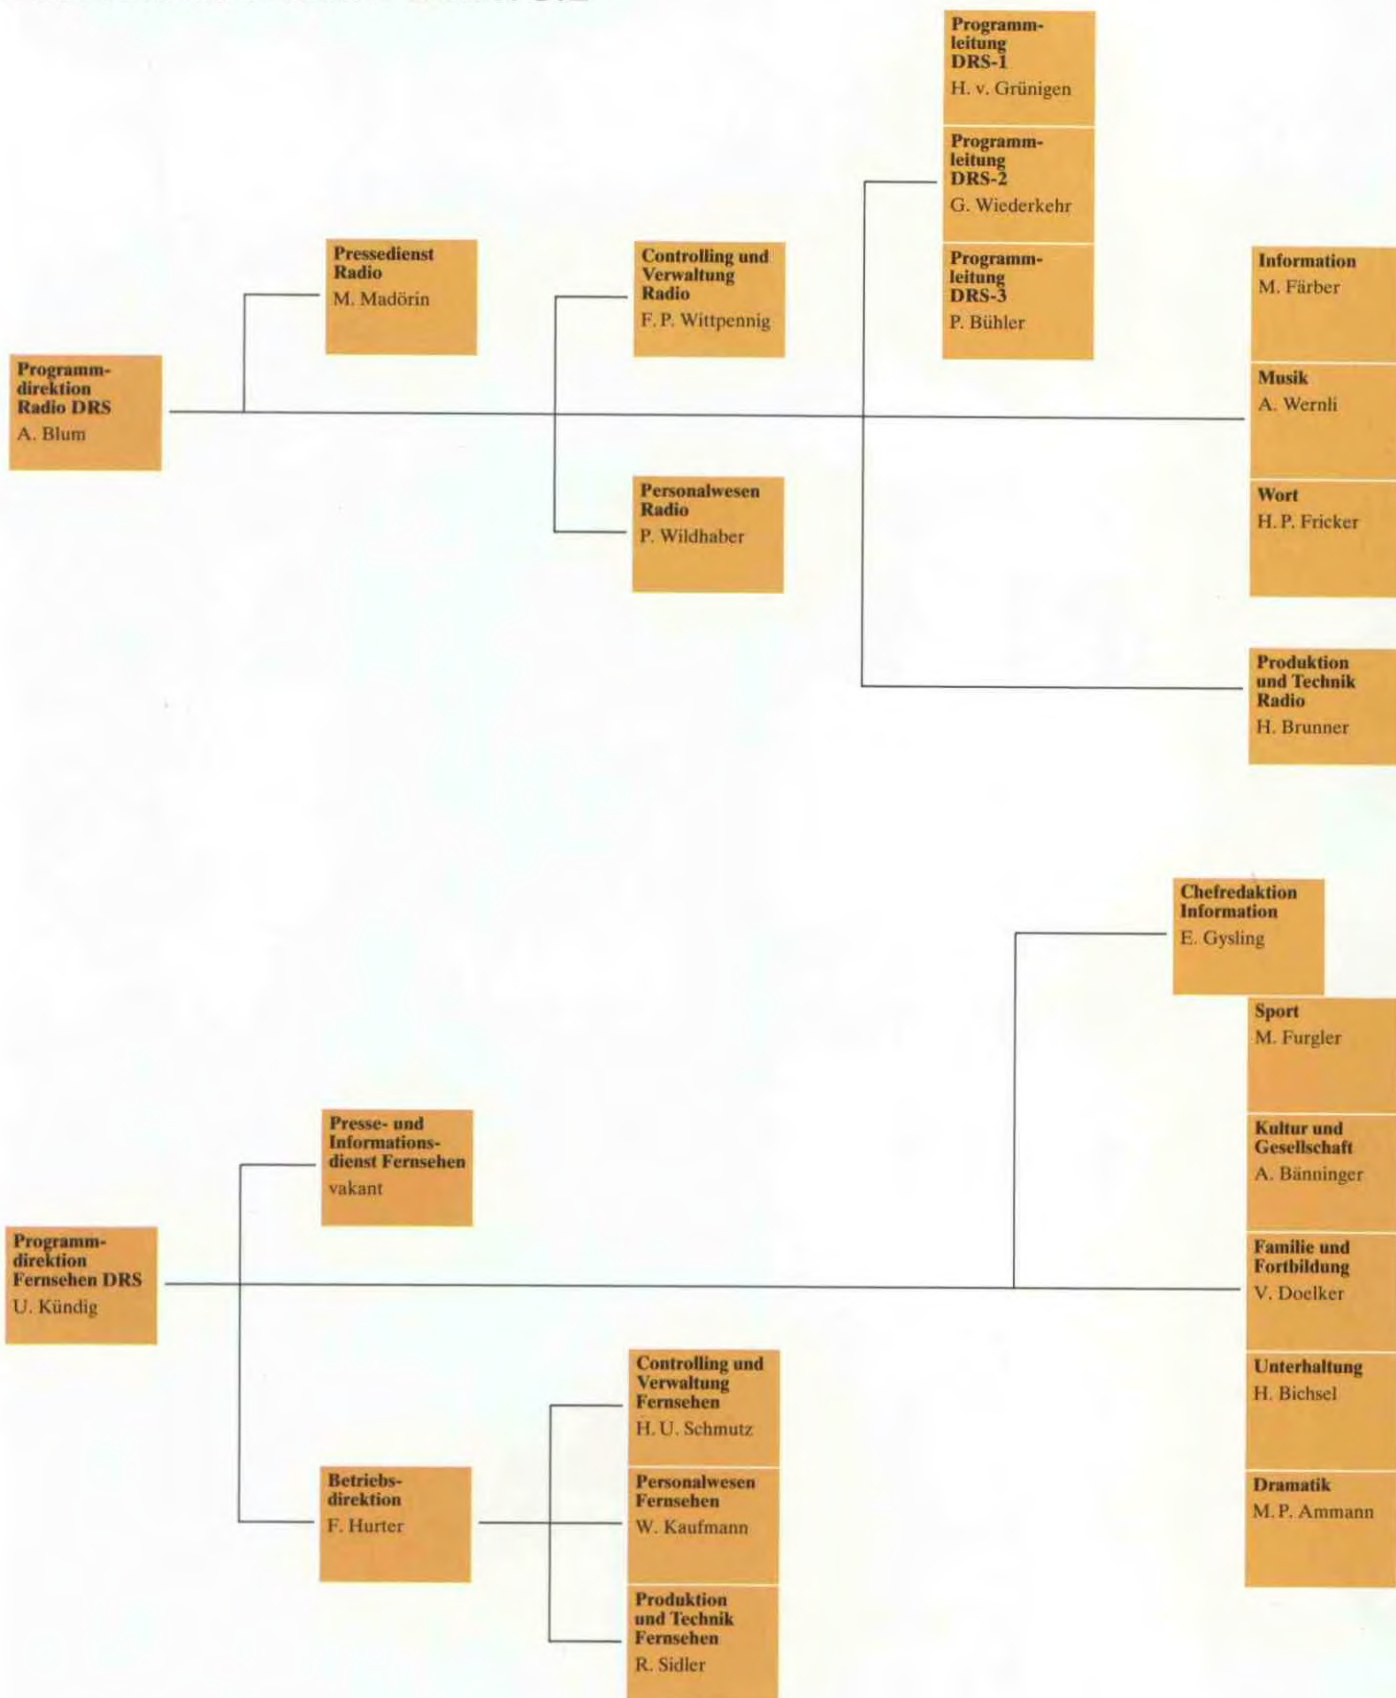 Programm-
leitung
DRS-1
H. v. Grünigen
Programm-
leitung
DRS-2
G. Wiederkehr
Programm-
leitung
DRS-3
P. Bühler
Pressedienst
Radio
M. Madörin
Controlling und
Verwaltung
Radio
F. P. Wittpennig
Information
M. Färber
Programm-
direktion
Radio DRS
A. Blum
Musik
A. Wernli
Personalwesen
Radio
P. Wildhaber
Wort
H. P. Fricker
Produktion
und Technik
Radio
H. Brunner
Chefredaktion
Information
E. Gysling
Sport
M. Furgler
Presse- und
Informations-
dienst Fernsehen
vakant
Kultur und
Gesellschaft
A. Bänninger
Programm-
direktion
Fernsehen DRS
U. Kündig
Familie und
Fortbildung
V. Doelker
Controlling und
Verwaltung
Fernsehen
H. U. Schmutz
Unterhaltung
H. Bichsel
Betriebs-
direktion
F. Hurter
Personalwesen
Fernsehen
W. Kaufmann
Dramatik
M. P. Ammann
Produktion
und Technik
Fernsehen
R. Sidler